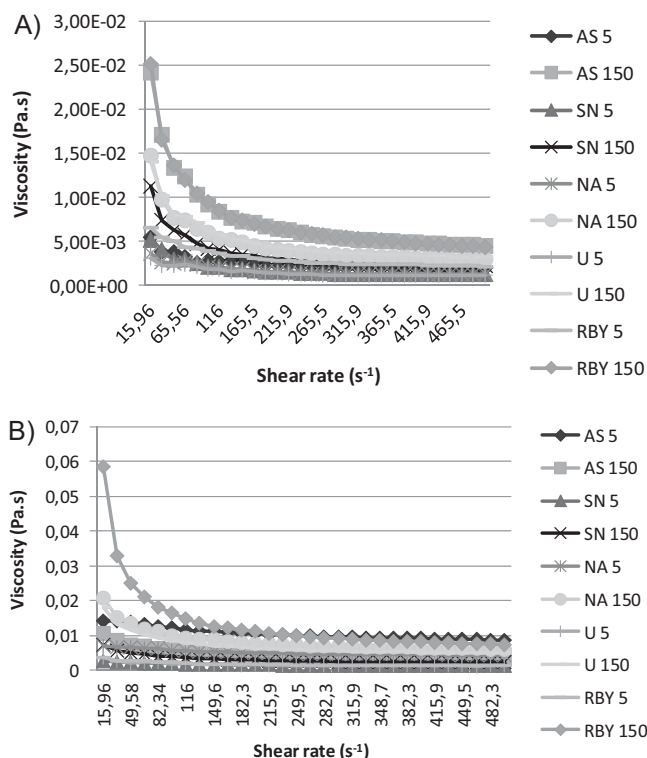 A)
3,00E-02
2,50E-02
2,00E-02
1,50E-02
1,00E-02
5,00E-03
0,00E+00
Viscosity (Pa.s)
15,96
65,56
116
165,5
215,9
265,5
315,9
365,5
415,9
465,5
Shear rate (s⁻¹)
AS 5
AS 150
SN 5
SN 150
NA 5
NA 150
U 5
U 150
RBY 5
RBY 150
B)
0,07
0,06
0,05
0,04
0,03
0,02
0,01
0
Viscosity (Pa.s)
15,96
49,58
82,34
116
149,6
182,3
215,9
249,5
282,3
315,9
348,7
382,3
415,9
449,5
482,3
Shear rate (s⁻¹)
AS 5
AS 150
SN 5
SN 150
NA 5
NA 150
U 5
U 150
RBY 5
RBY 150